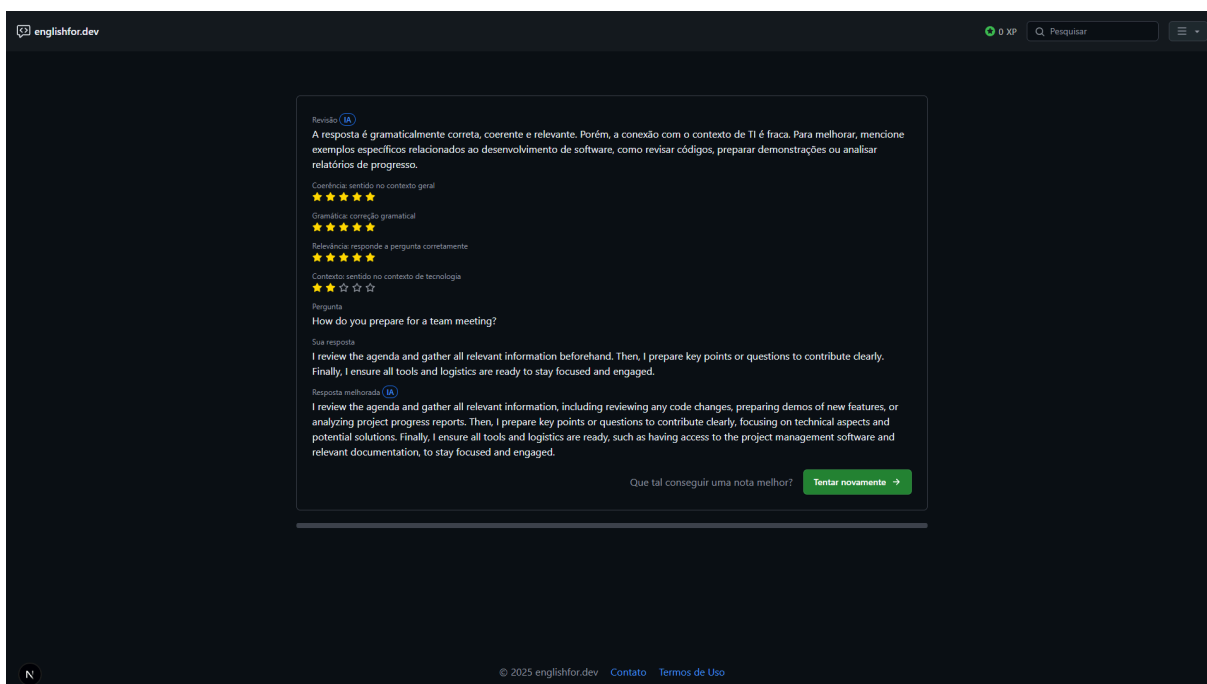 englishfor.dev
0 XP
Pesquisar
Revisão IA
A resposta é gramaticalmente correta, coerente e relevante. Porém, a conexão com o contexto de TI é fraca. Para melhorar, mencione
exemplos específicos relacionados ao desenvolvimento de software, como revisar códigos, preparar demonstrações ou analisar
relatórios de progresso.
Coerência: sentido no contexto geral
Gramática: correção gramatical
Relevância: responde a pergunta corretamente
Contexto: sentido no contexto de tecnologia
Pergunta
How do you prepare for a team meeting?
Sua resposta
I review the agenda and gather all relevant information beforehand. Then, I prepare key points or questions to contribute clearly.
Finally, I ensure all tools and logistics are ready to stay focused and engaged.
Resposta melhorada IA
I review the agenda and gather all relevant information, including reviewing any code changes, preparing demos of new features, or
analyzing project progress reports. Then, I prepare key points or questions to contribute clearly, focusing on technical aspects and
potential solutions. Finally, I ensure all tools and logistics are ready, such as having access to the project management software and
relevant documentation, to stay focused and engaged.
Que tal conseguir uma nota melhor?
Tentar novamente →
N
© 2025 englishfor.dev Contato Termos de Uso